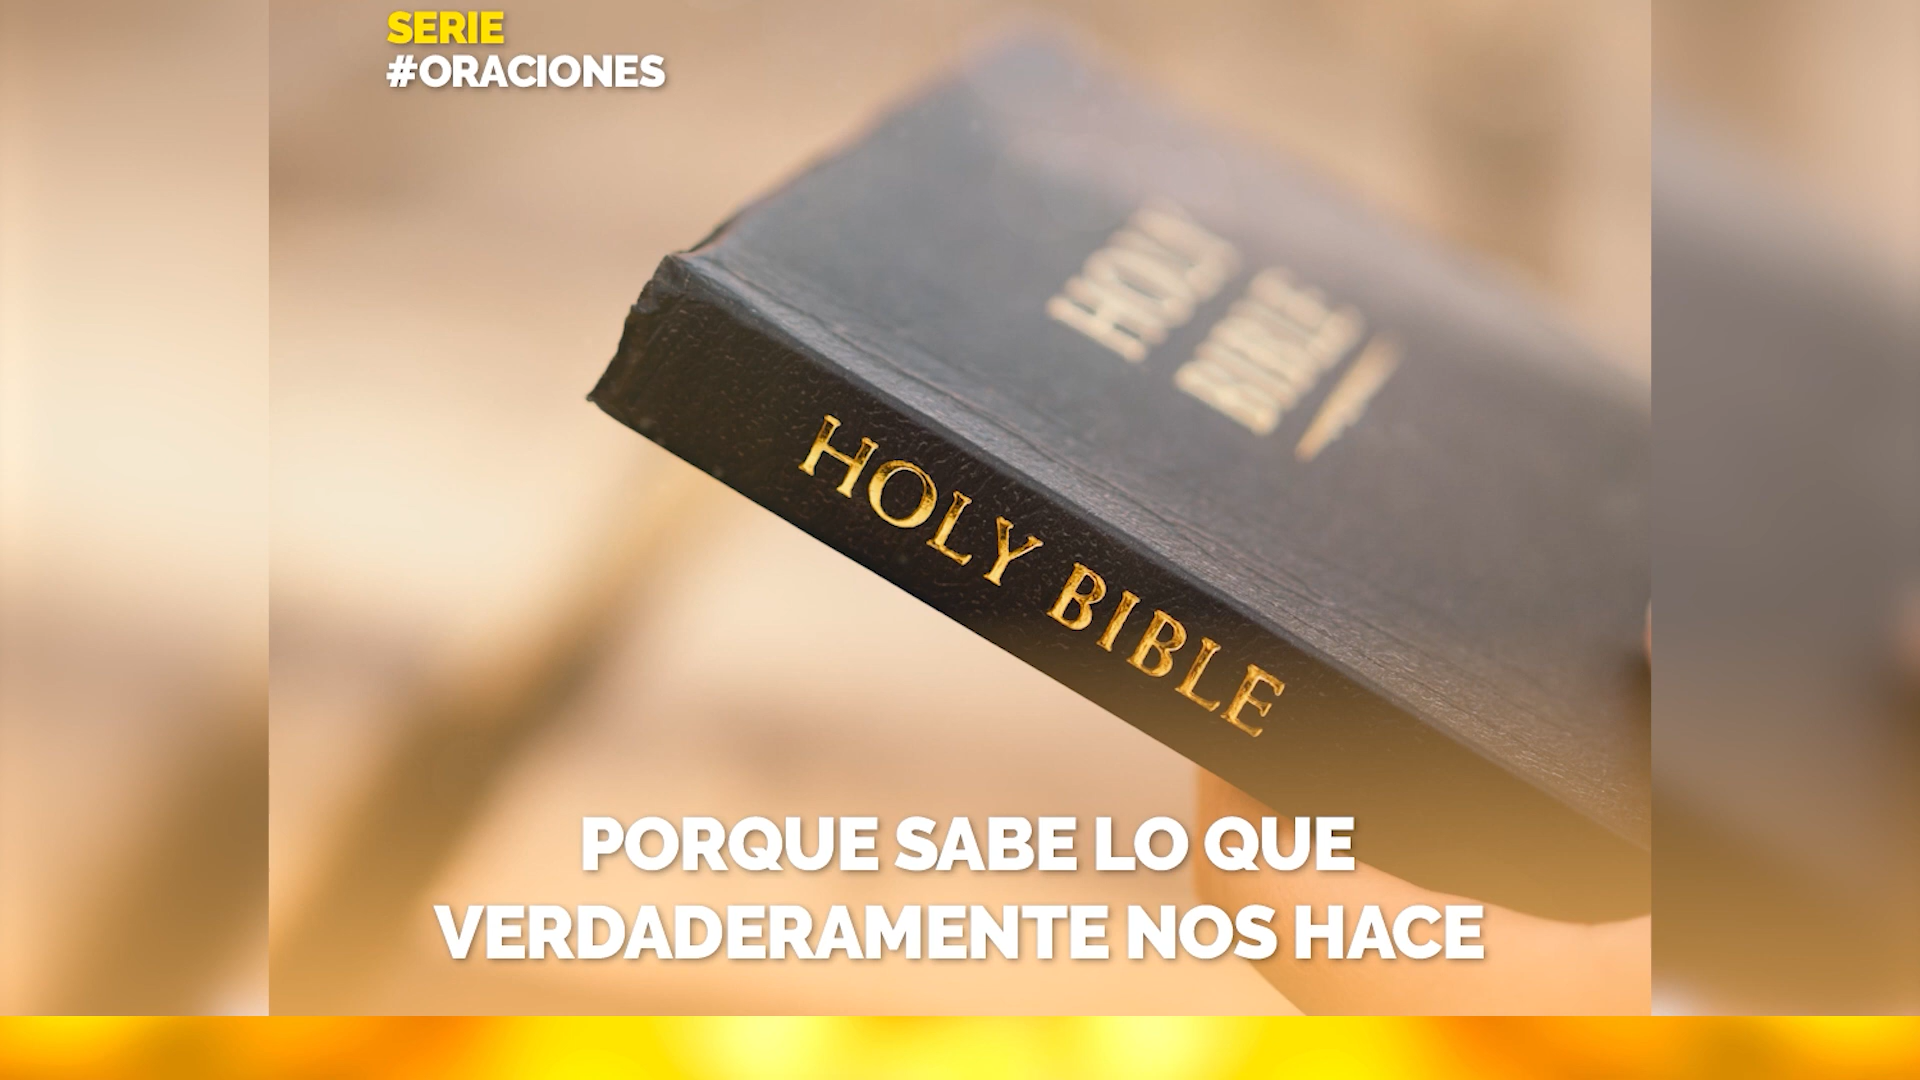 SERIE
#ORACIONES
HOLY
BIBLE
HOLY BIBLE
PORQUE SABE LO QUE
VERDADERAMENTE NOS HACE